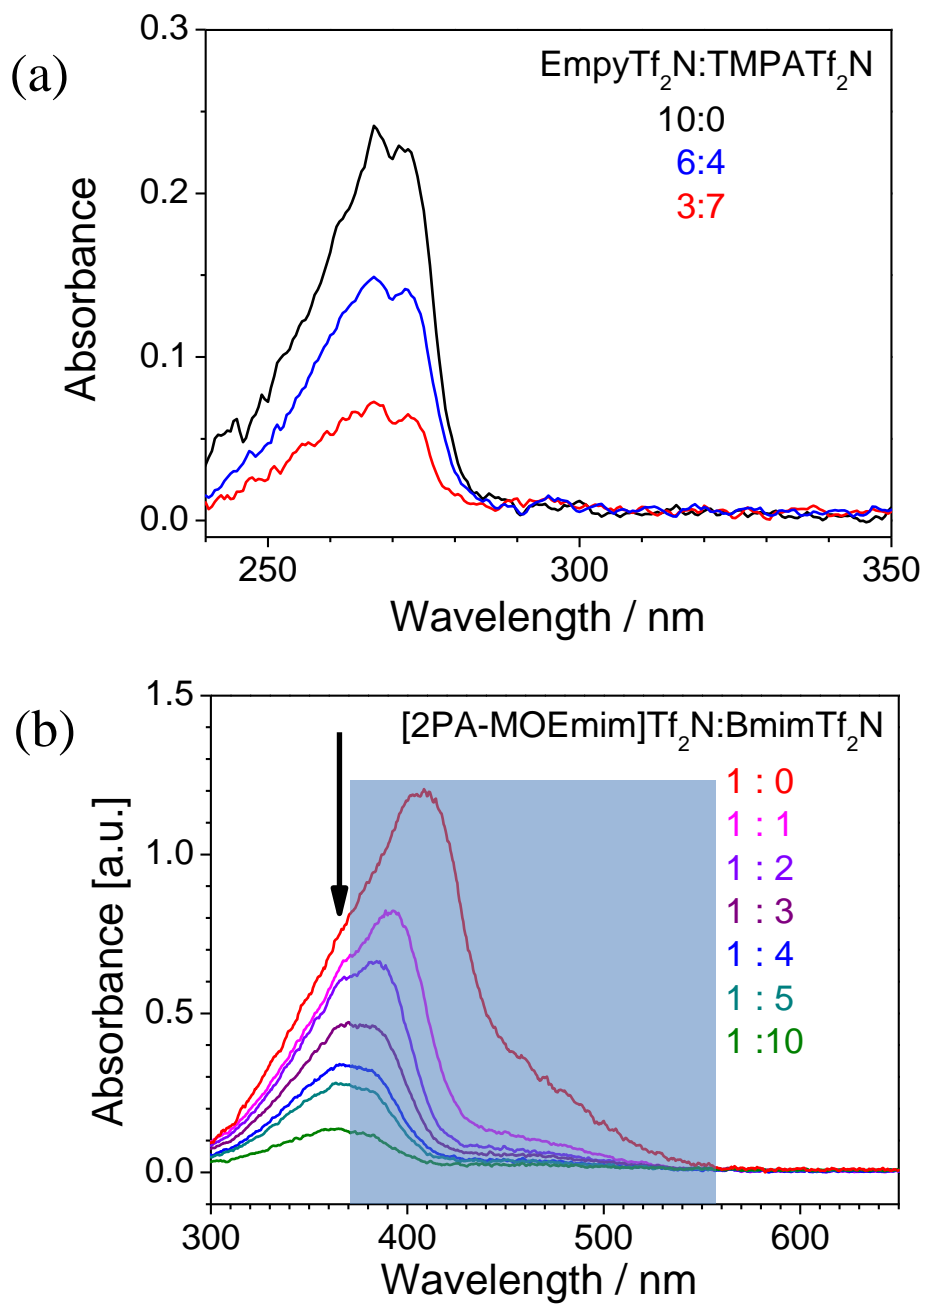 (a)
EmpyTf₂N:TMPATf₂N
10:0
6:4
3:7
Absorbance
0.3
0.2
0.1
0.0
250 300 350
Wavelength / nm
(b)
[2PA-MOEmim]Tf₂N:BmimTf₂N
1 : 0
1 : 1
1 : 2
1 : 3
1 : 4
1 : 5
1 :10
Absorbance [a.u.]
1.5
1.0
0.5
0.0
300 400 500 600
Wavelength / nm